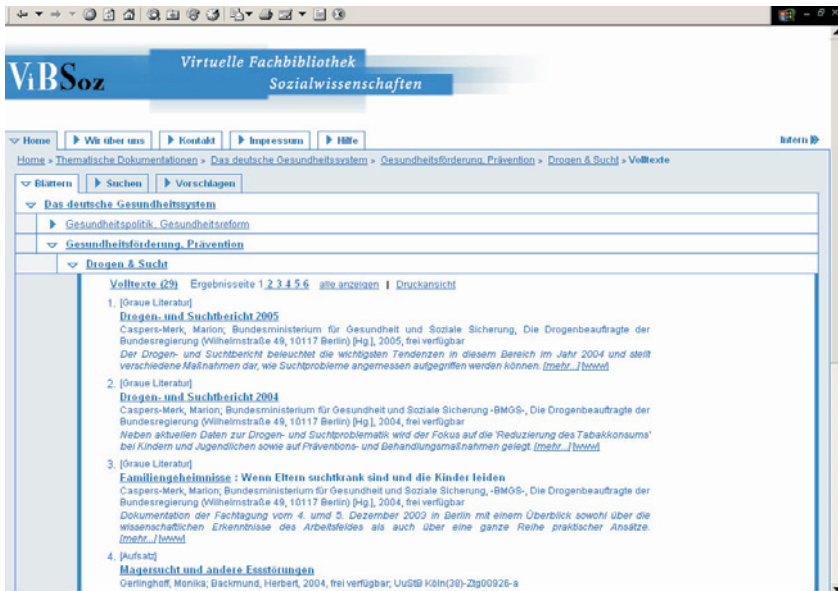 ViBSoz
Virtuelle Fachbibliothek
Sozialwissenschaften
Home Wir über uns Kontakt Impressum Hilfe Intern
Home » Thematische Dokumentationen » Das deutsche Gesundheitssystem » Gesundheitsförderung, Prävention » Drogen & Sucht » Volltexte
Blättern Suchen Vorschlagen
Das deutsche Gesundheitssystem
Gesundheitspolitik, Gesundheitsreform
Gesundheitsförderung, Prävention
Drogen & Sucht
Volltexte (29) Ergebnisseite 1 2 3 4 5 6 alle anzeigen | Druckansicht
1. [Graue Literatur]
Drogen- und Suchtbericht 2005
Caspers-Merk, Marion; Bundesministerium für Gesundheit und Soziale Sicherung, Die Drogenbeauftragte der
Bundesregierung (Wilhelmstraße 49, 10117 Berlin) [Hg.], 2005, frei verfügbar
Der Drogen- und Suchtbericht beleuchtet die wichtigsten Tendenzen in diesem Bereich im Jahr 2004 und stellt
verschiedene Maßnahmen dar, wie Suchtprobleme angemessen aufgegriffen werden können. [mehr...] [www]
2. [Graue Literatur]
Drogen- und Suchtbericht 2004
Caspers-Merk, Marion; Bundesministerium für Gesundheit und Soziale Sicherung -BMGS-, Die Drogenbeauftragte der
Bundesregierung (Wilhelmstraße 49, 10117 Berlin) [Hg.], 2004, frei verfügbar
Neben aktuellen Daten zur Drogen- und Suchtproblematik wird der Fokus auf die 'Reduzierung des Tabakkonsums'
bei Kindern und Jugendlichen sowie auf Präventions- und Behandlungsmaßnahmen gelegt. [mehr...] [www]
3. [Graue Literatur]
Familiengeheimnisse : Wenn Eltern suchtkrank sind und die Kinder leiden
Caspers-Merk, Marion; Bundesministerium für Gesundheit und Soziale Sicherung, -BMGS-, Die Drogenbeauftragte der
Bundesregierung (Wilhelmstraße 49, 10117 Berlin) [Hg.], 2004, frei verfügbar
Dokumentation der Fachtagung vom 4. umd 5. Dezember 2003 in Berlin mit einem Überblick sowohl über die
wissenschaftlichen Erkenntnisse des Arbeitsfeldes als auch über eine ganze Reihe praktischer Ansätze.
[mehr...] [www]
4. [Aufsatz]
Magersucht und andere Essstörungen
Gerlinghoff, Monika; Backmund, Herbert, 2004, frei verfügbar; UuStB Köln(38)-Ztg00926-a